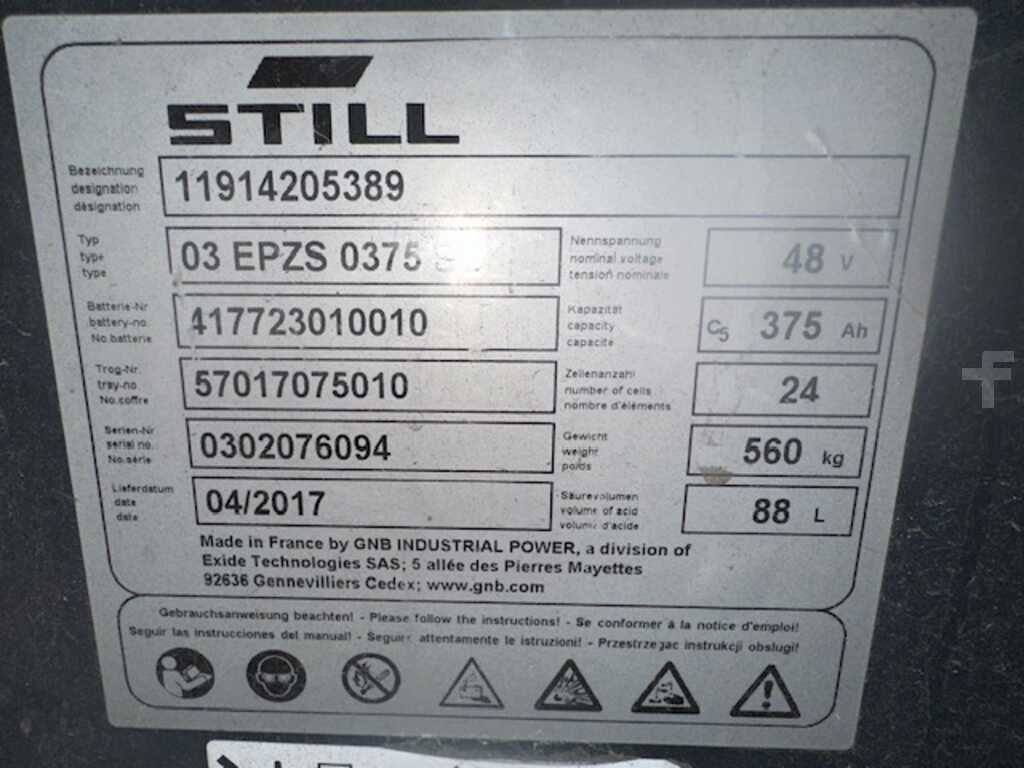 STILL
Bezeichnung
designation
désignation
11914205389
Typ
type
type
03 EPZS 0375
Nennspannung
nominal voltage
tension nominale
48 V
Batterie-Nr
battery-no.
No.batterie
417723010010
Kapazität
capacity
capacité
C5 375 Ah
Trog-Nr.
tray-no.
No.coffre
57017075010
Zellenanzahl
number of cells
nombre d'éléments
24
Serien-Nr
serial no.
No.série
0302076094
Gewicht
weight
poids
560 kg
Lieferdatum
date
date
04/2017
Säurevolumen
volume of acid
volume d'acide
88 L
Made in France by GNB INDUSTRIAL POWER, a division of
Exide Technologies SAS; 5 allée des Pierres Mayettes
92636 Gennevilliers Cedex; www.gnb.com
Gebrauchsanweisung beachten! - Please follow the instructions! - Se conformer à la notice d'emploi!
Seguir las instrucciones del manual! - Seguire attentamente le istruzioni! - Przestrzegac instrukcji obslugi!